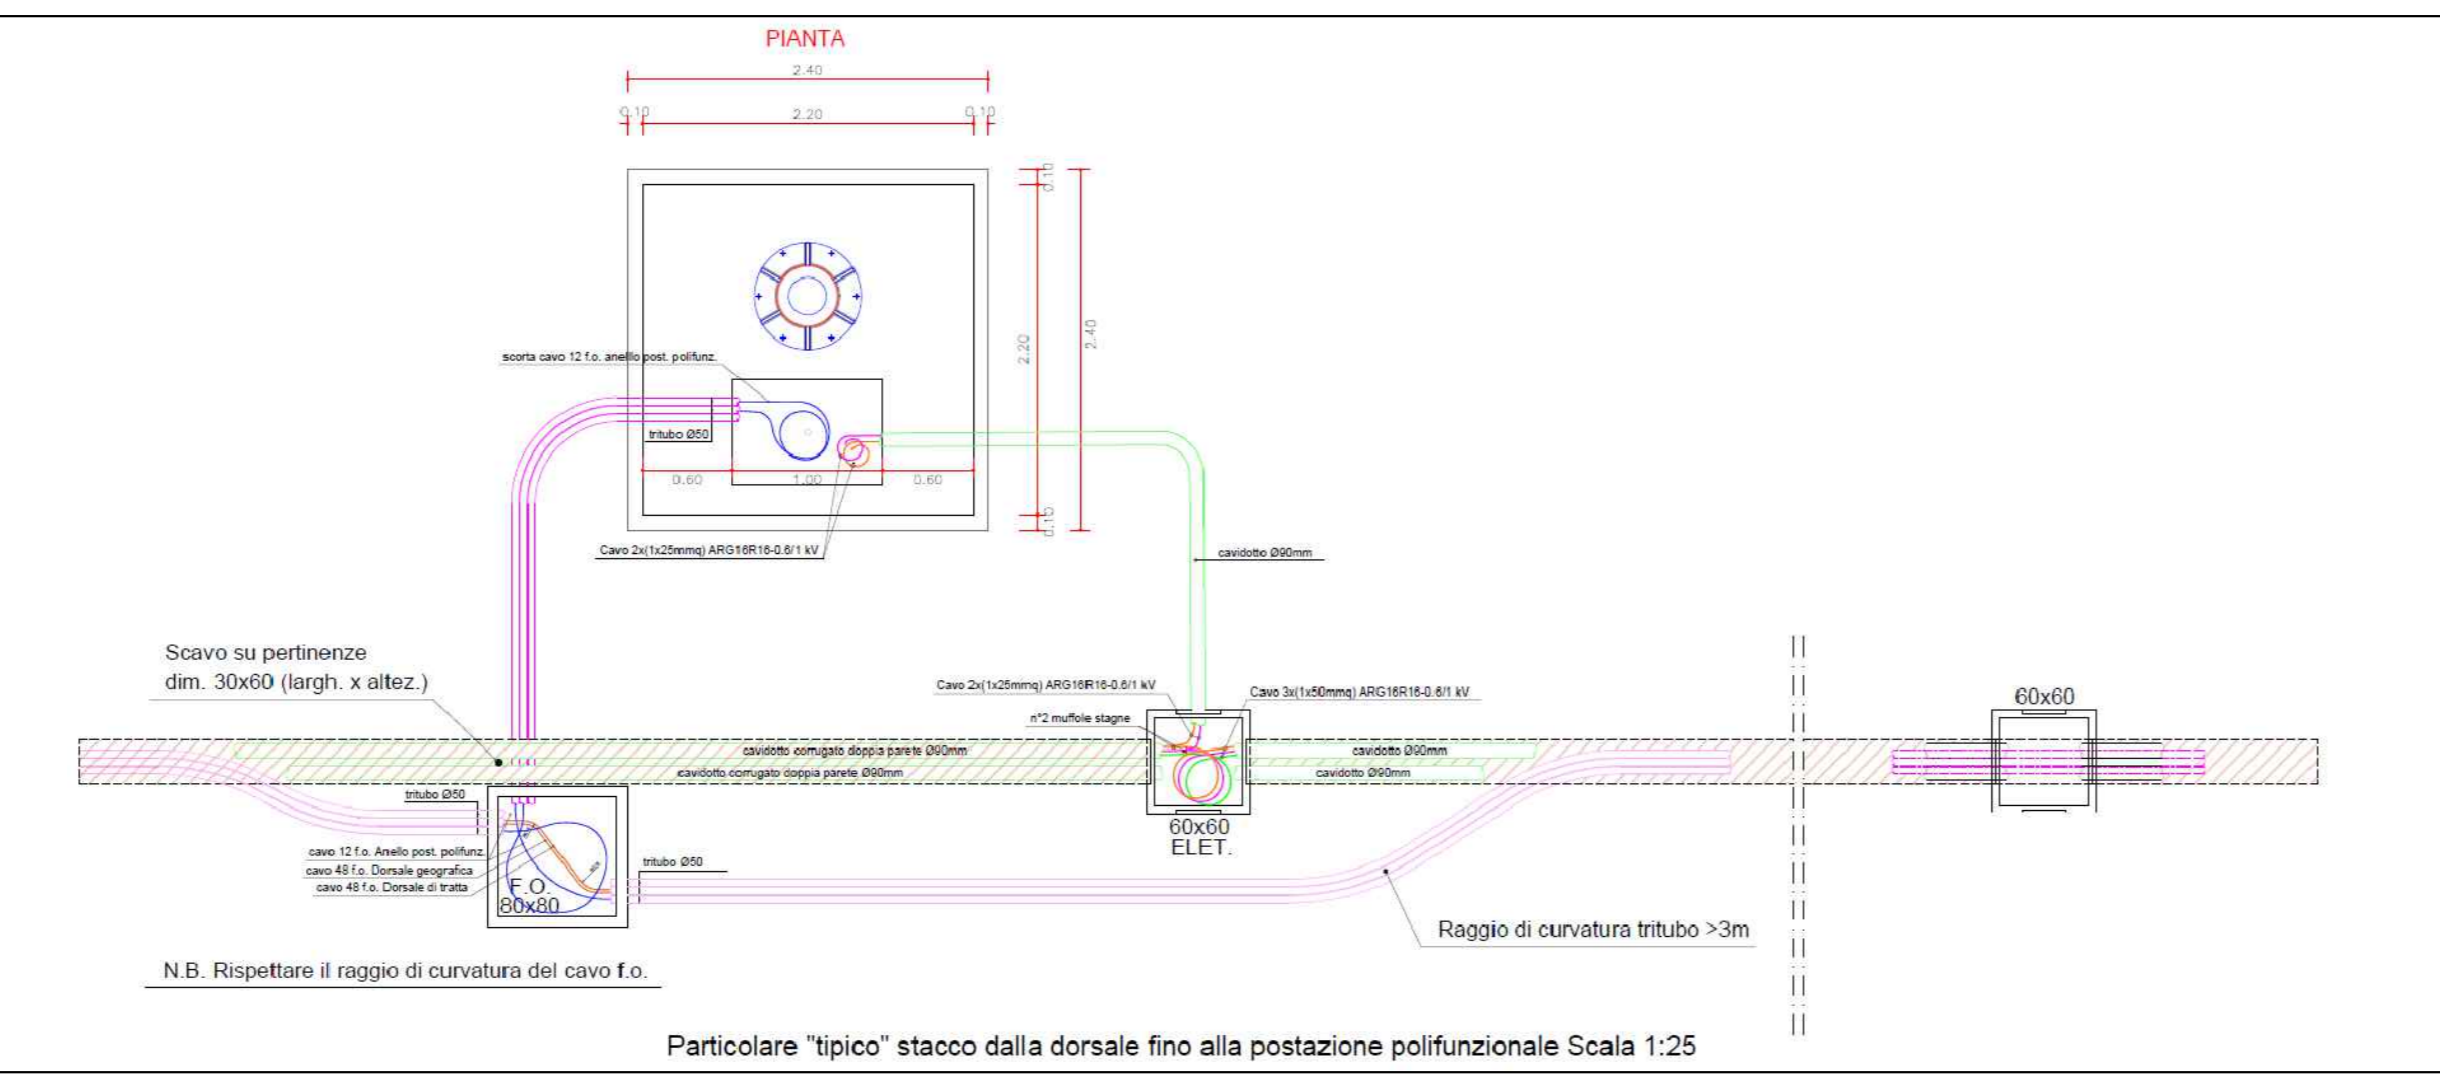 PIANTA
2.40
0.10
2.20
0.10
0.10
2.20
2.40
0.10
scorta cavo 12 f.o. anelllo post. polifunz.
tritubo Ø50
0.60
1.00
0.60
Cavo 2x(1x25mmq) ARG16R16-0.6/1 kV
cavidotto Ø90mm
Scavo su pertinenze
dim. 30x60 (largh. x altez.)
Cavo 2x(1x25mmq) ARG16R16-0.6/1 kV
Cavo 3x(1x50mmq) ARG16R16-0.6/1 kV
n°2 muffole stagne
60x60
cavidotto corrugato doppia parete Ø90mm
cavidotto Ø90mm
cavidotto corrugato doppia parete Ø90mm
cavidotto Ø90mm
tritubo Ø50
60x60
ELET.
cavo 12 f.o. Anello post. polifunz.
cavo 48 f.o. Dorsale geografica
cavo 48 f.o. Dorsale di tratta
tritubo Ø50
F.O.
80x80
Raggio di curvatura tritubo >3m
N.B. Rispettare il raggio di curvatura del cavo f.o.
Particolare "tipico" stacco dalla dorsale fino alla postazione polifunzionale Scala 1:25